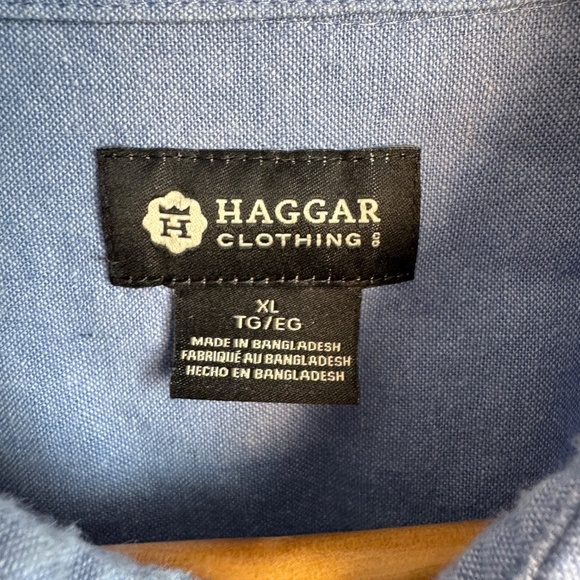 H HAGGAR
CLOTHING CO
XL
TG/EG
MADE IN BANGLADESH
FABRIQUÉ AU BANGLADESH
HECHO EN BANGLADESH